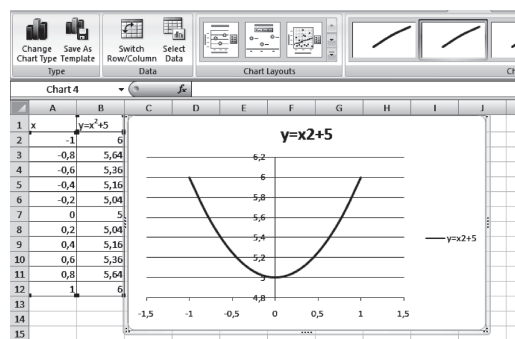 Change Save As Switch Select
Chart Type Template Row/Column Data
Type Data Chart Layouts Ch
Chart 4 fx
A B C D E F G H I J
1 x y=x²+5
2 -1 6
3 -0,8 5,64
4 -0,6 5,36
5 -0,4 5,16
6 -0,2 5,04
7 0 5
8 0,2 5,04
9 0,4 5,16
10 0,6 5,36
11 0,8 5,64
12 1 6
13
14
15
y=x2+5
6,2
6
5,8
5,6
5,4
5,2
5
4,8
-1,5 -1 -0,5 0 0,5 1 1,5
y=x2+5